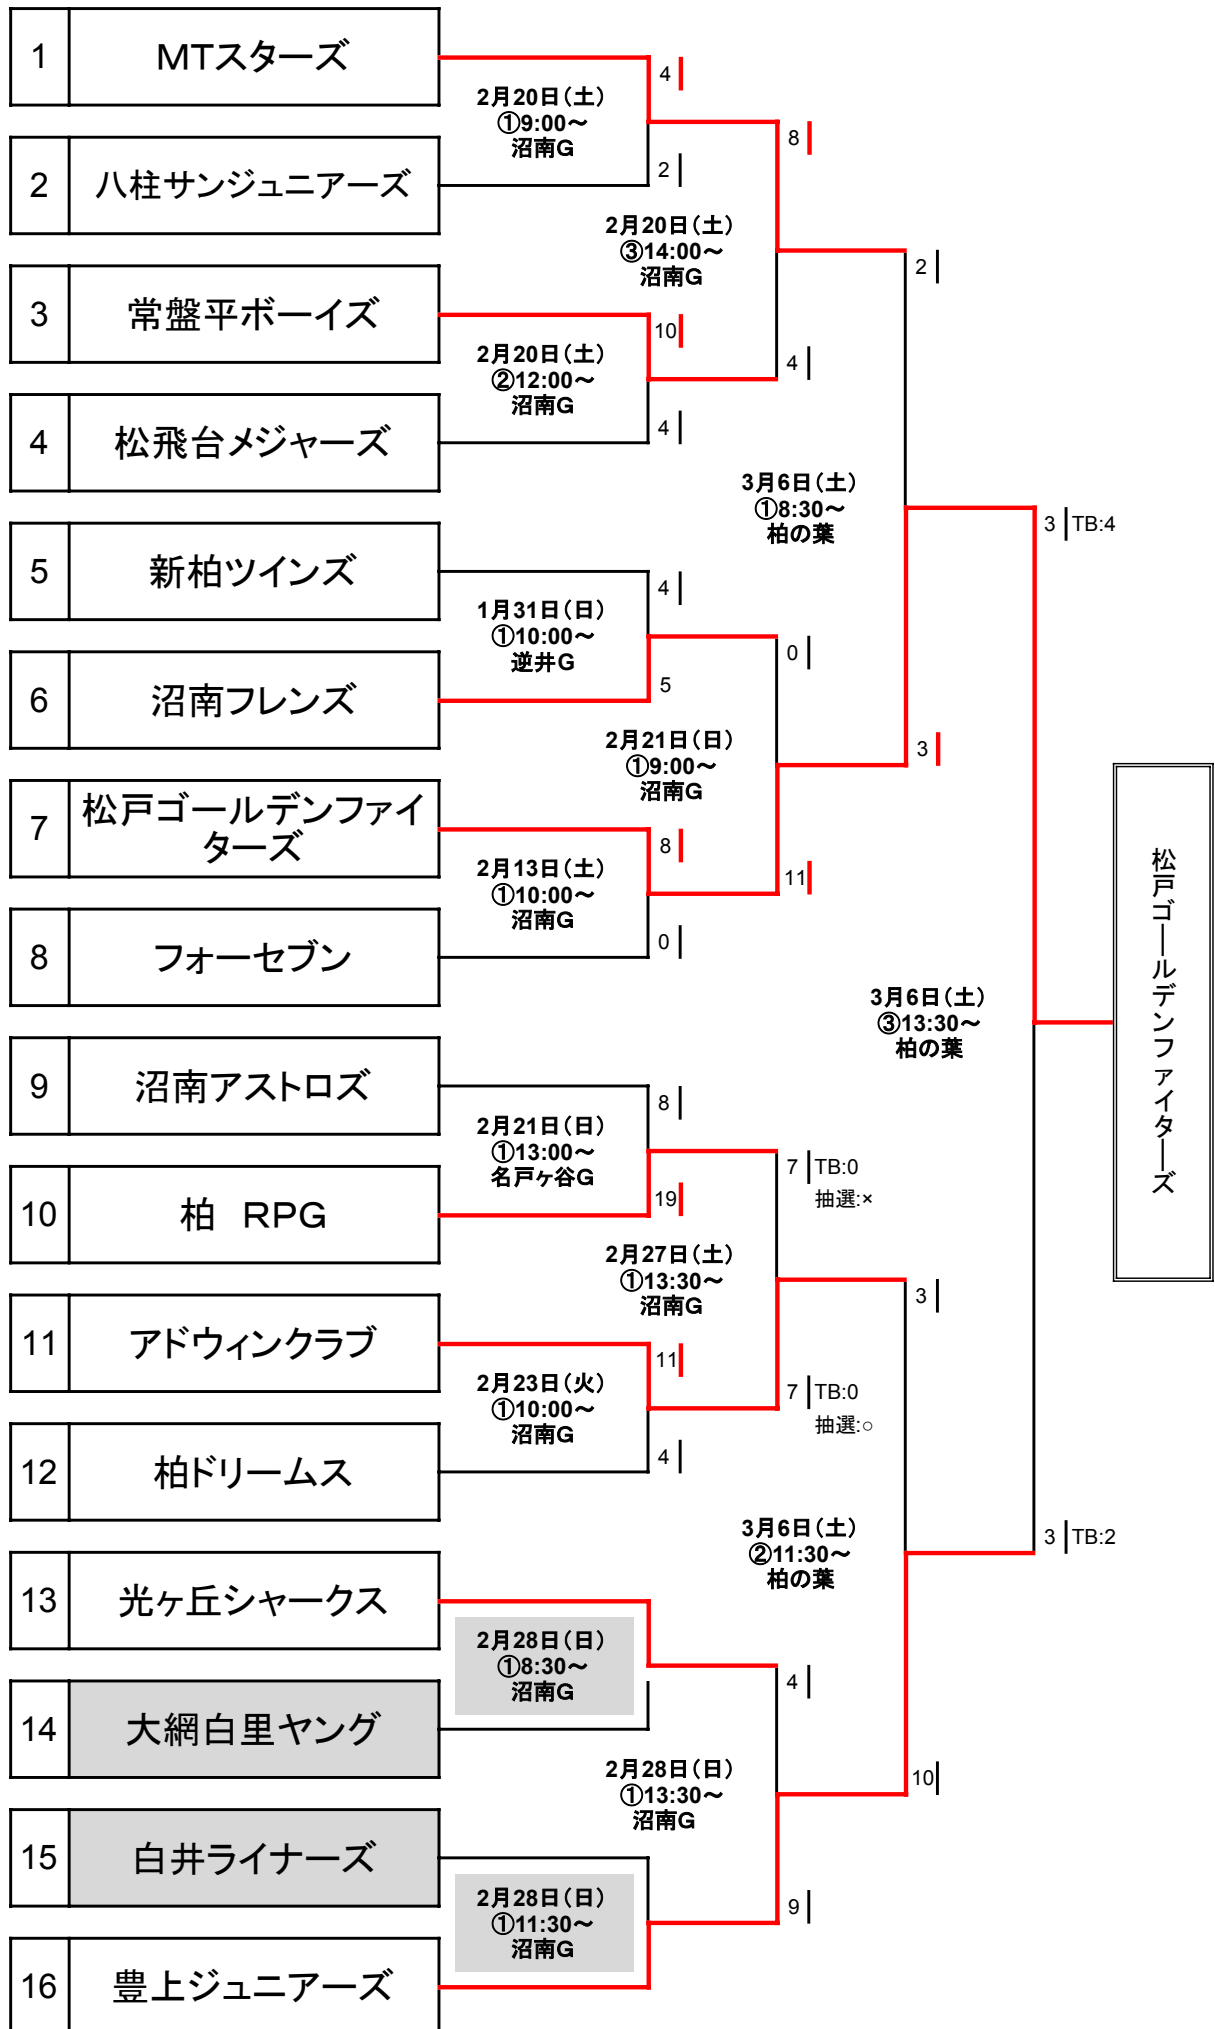 1 MTスターズ
4
2月20日(土)
①9:00～
沼南G
8
2
2 八柱サンジュニアーズ
2月20日(土)
③14:00～
沼南G
2
3 常盤平ボーイズ
10
2月20日(土)
②12:00～
沼南G
4
4
4 松飛台メジャーズ
3月6日(土)
①8:30～
柏の葉
3 TB:4
5 新柏ツインズ
4
1月31日(日)
①10:00～
逆井G
0
5
6 沼南フレンズ
2月21日(日)
①9:00～
沼南G
3
7 松戸ゴールデンファイ
ターズ
8
2月13日(土)
①10:00～
沼南G
11
0
8 フォーセブン
松戸ゴールデンファイターズ
3月6日(土)
③13:30～
柏の葉
9 沼南アストロズ
8
2月21日(日)
①13:00～
名戸ヶ谷G
7 TB:0
抽選:×
19
10 柏 RPG
2月27日(土)
①13:30～
沼南G
3
11 アドウィンクラブ
11
2月23日(火)
①10:00～
沼南G
7 TB:0
抽選:○
4
12 柏ドリームス
3月6日(土)
②11:30～
柏の葉
3 TB:2
13 光ヶ丘シャークス
2月28日(日)
①8:30～
沼南G
4
14 大網白里ヤング
2月28日(日)
①13:30～
沼南G
10
15 白井ライナーズ
2月28日(日)
①11:30～
沼南G
9
16 豊上ジュニアーズ